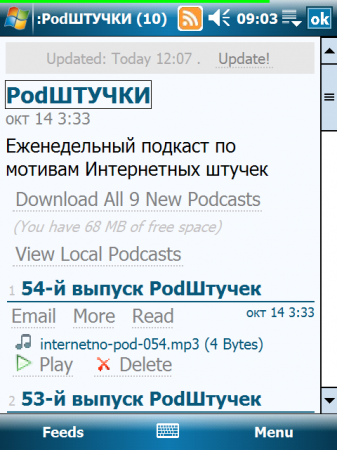 :PodШТУЧКИ (10) 09:03 ok
Updated: Today 12:07 . Update!
PodШТУЧКИ
окт 14 3:33
Еженедельный подкаст по
мотивам Интернетных штучек
Download All 9 New Podcasts
(You have 68 MB of free space)
View Local Podcasts
1 54-й выпуск PodШтучек
Email More Read окт 14 3:33
internetno-pod-054.mp3 (4 Bytes)
Play Delete
2 53-й выпуск PodШтучек
Feeds Menu